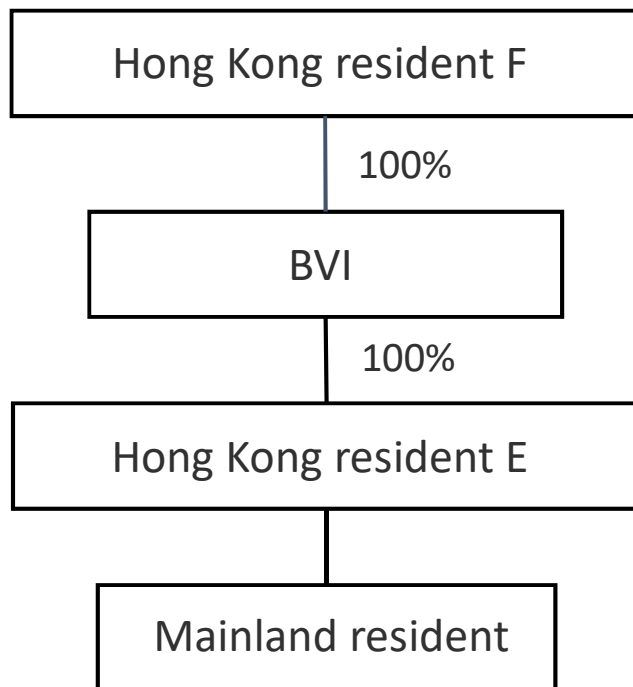 Hong Kong resident F
100%
BVI
100%
Hong Kong resident E
Mainland resident